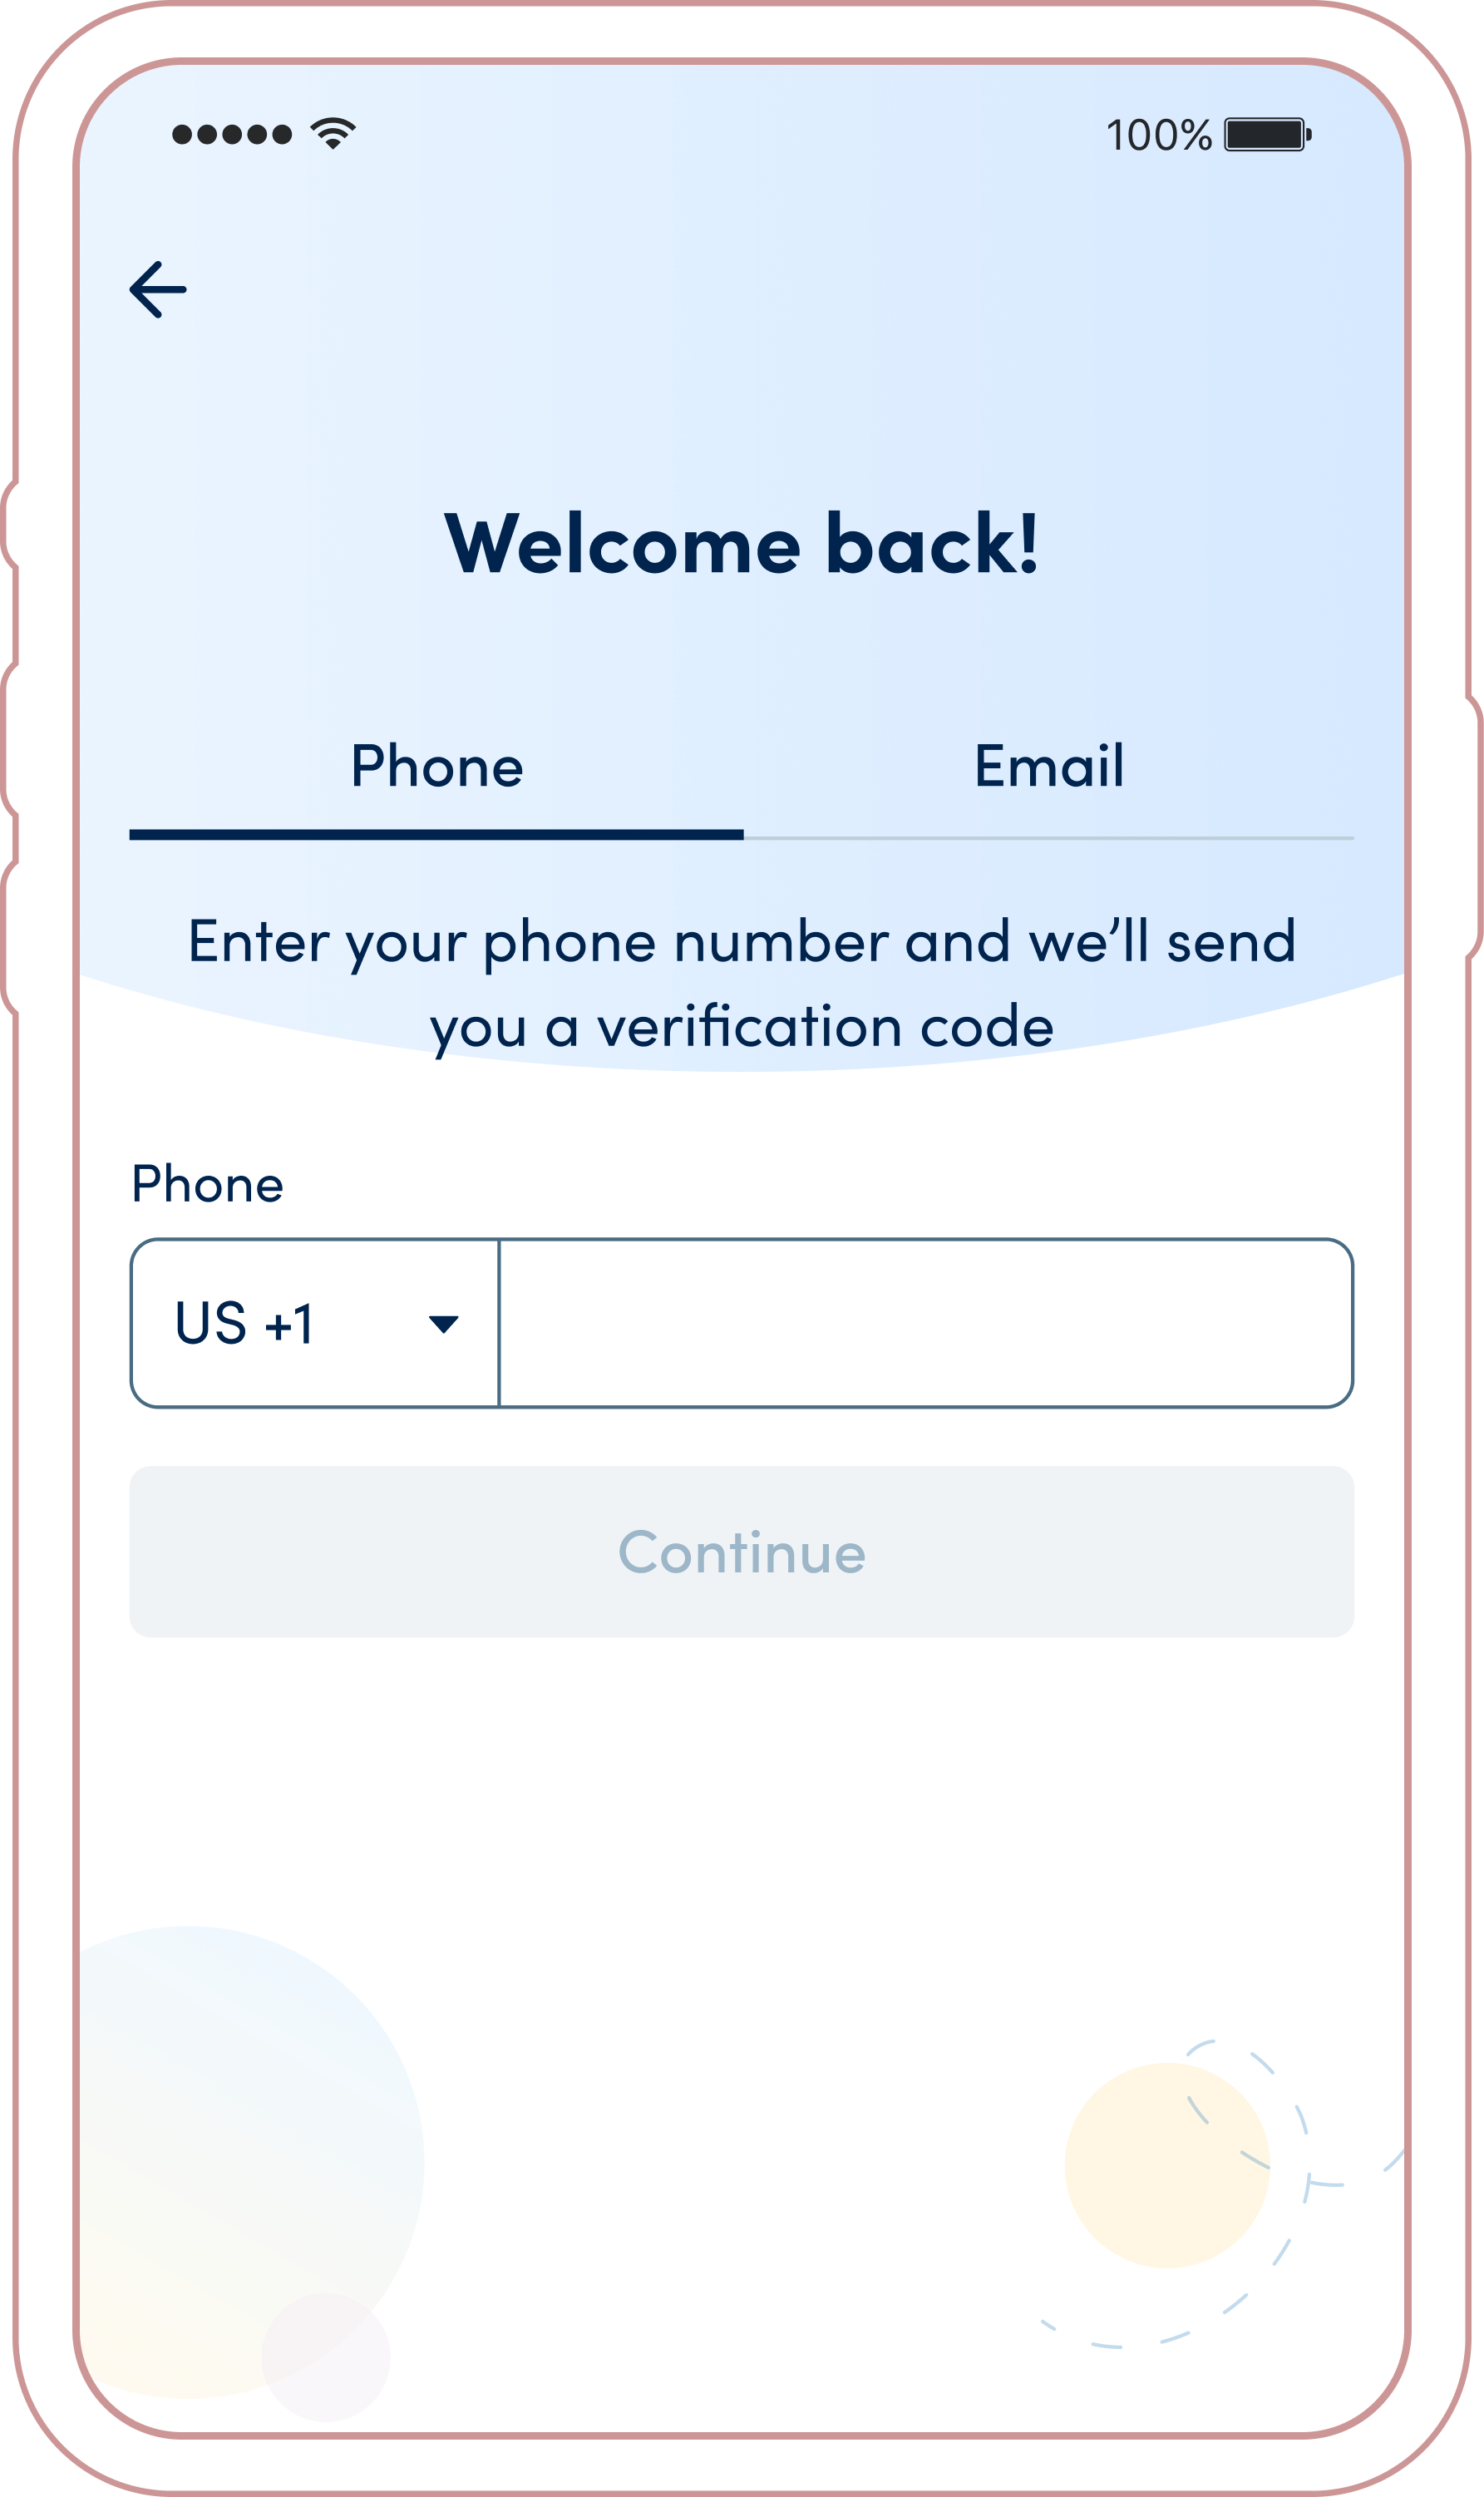 100%
Welcome back!
Phone
Email
Enter your phone number and we’ll send
you a verification code
Phone
US +1
Continue